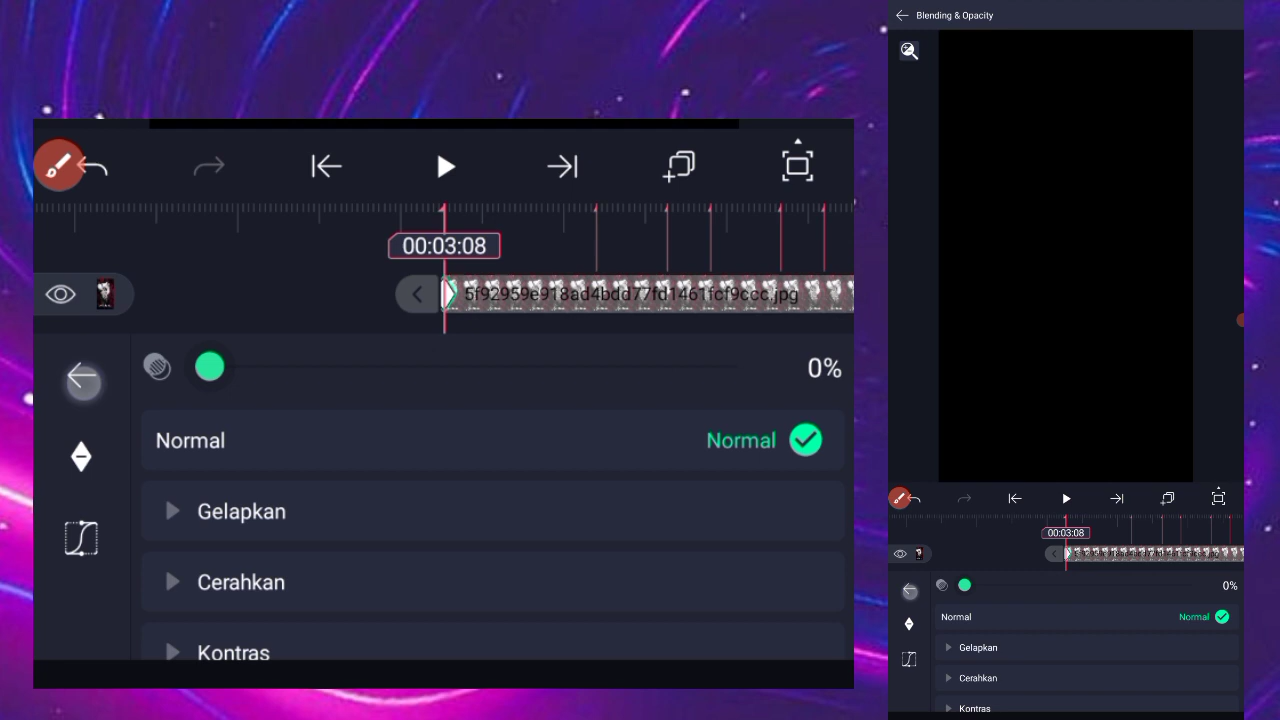 00:03:08
5f92959e918ad4bdd77fd1461fcf9ccc.jpg
0%
Normal Normal
Gelapkan
Cerahkan
Kontras
Blending & Opacity
00:03:08
0%
Normal Normal
Gelapkan
Cerahkan
Kontras